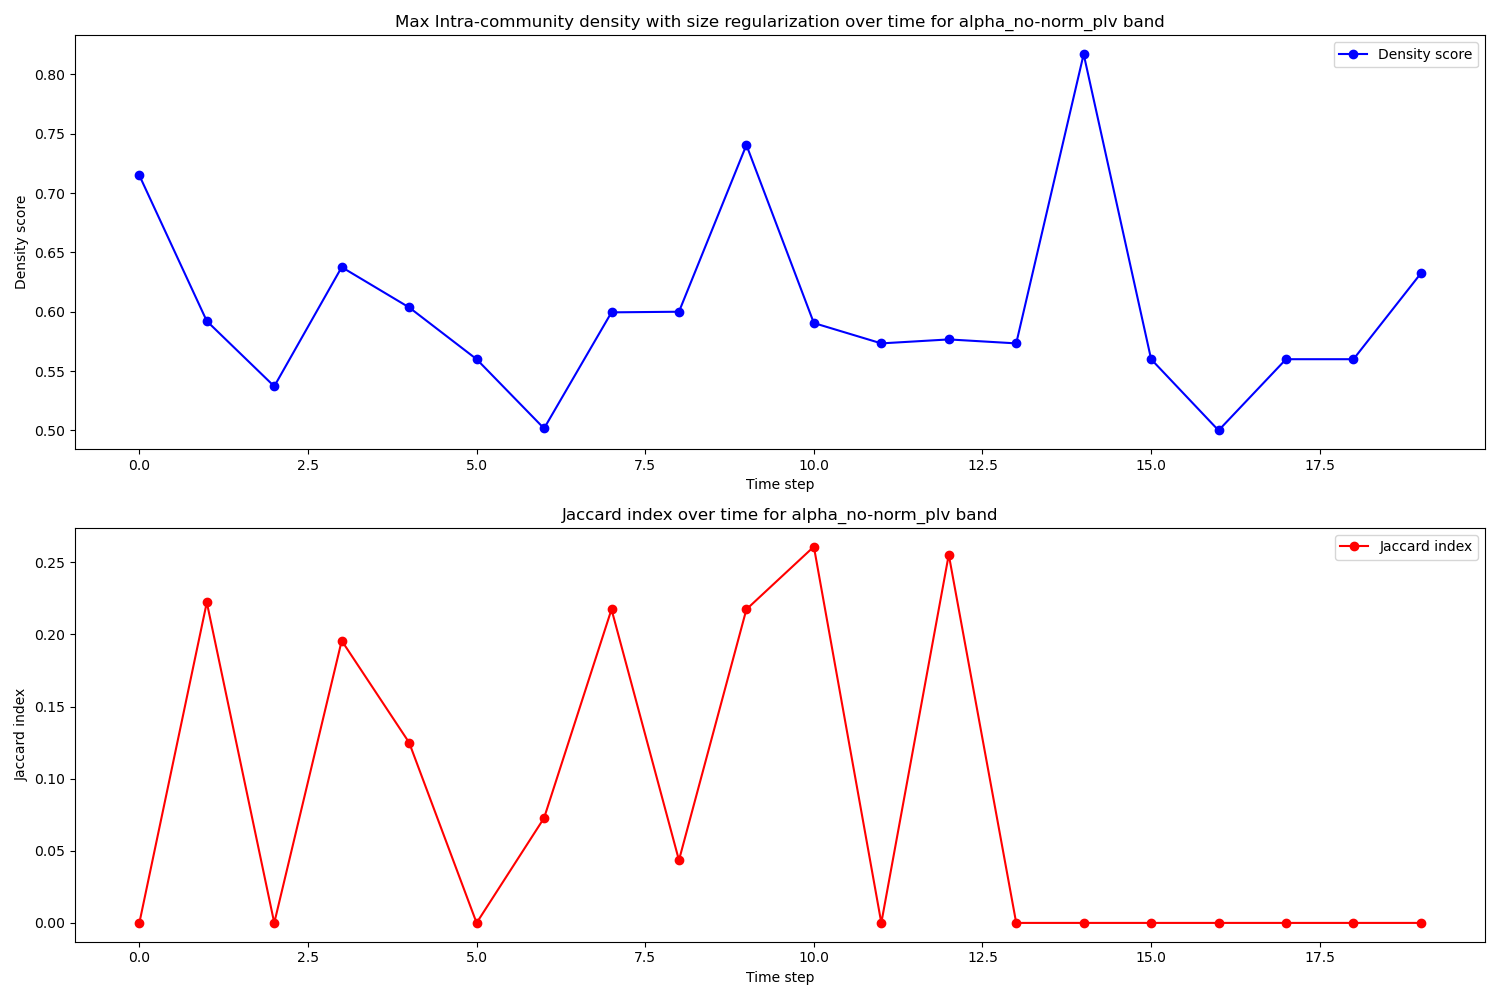 Max Intra-community density with size regularization over time for alpha_no-norm_plv band
Density score
0.80
0.75
0.70
0.65
0.60
0.55
0.50
Density score
0.0 2.5 5.0 7.5 10.0 12.5 15.0 17.5
Time step
Jaccard index over time for alpha_no-norm_plv band
Jaccard index
0.25
0.20
0.15
0.10
0.05
0.00
Jaccard index
0.0 2.5 5.0 7.5 10.0 12.5 15.0 17.5
Time step